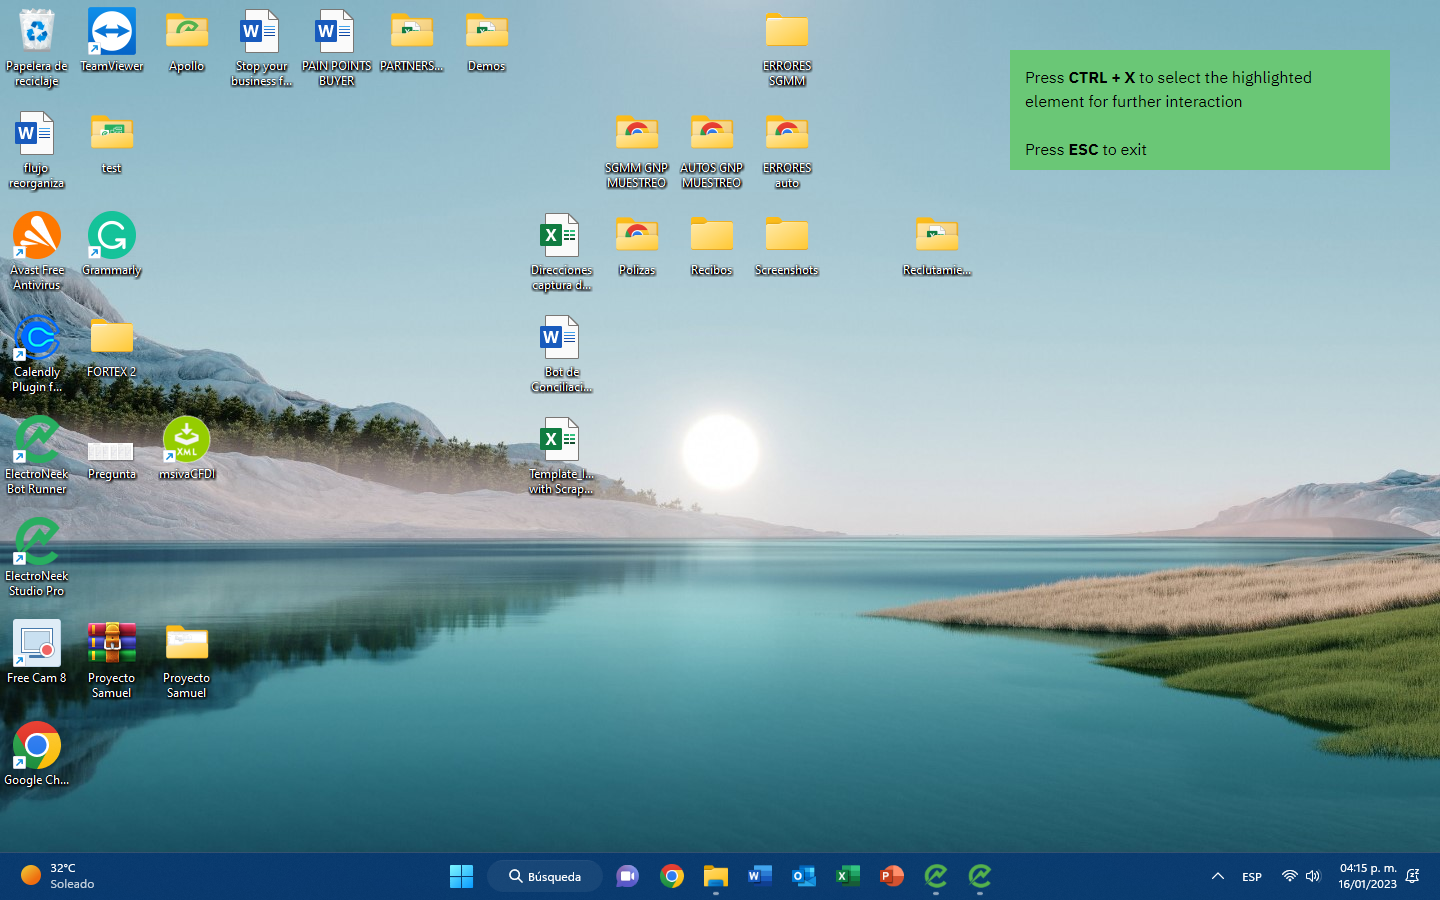 Papelera de
reciclaje
TeamViewer
Apollo
Stop your
business f...
PAIN POINTS
BUYER
PARTNERS...
Demos
ERRORES
SGMM
Press CTRL + X to select the highlighted
element for further interaction
Press ESC to exit
flujo
reorganiza
test
SGMM GNP
MUESTREO
AUTOS GNP
MUESTREO
ERRORES
auto
Avast Free
Antivirus
Grammarly
Direcciones
captura d...
Polizas
Recibos
Screenshots
Reclutamie...
Calendly
Plugin f...
FORTEX 2
Bot de
Conciliaci...
ElectroNeek
Bot Runner
Pregunta
XML
msivaCFDI
Template_I...
with Scrap...
ElectroNeek
Studio Pro
Free Cam 8
Proyecto
Samuel
Proyecto
Samuel
Google Ch...
32°C
Soleado
Búsqueda
ESP
04:15 p. m.
16/01/2023